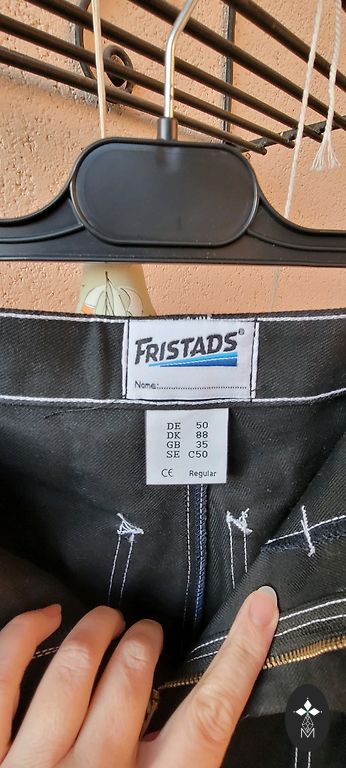 FRISTADS®
Name:........................
DE 50
DK 88
GB 35
SE C50
CE Regular
M